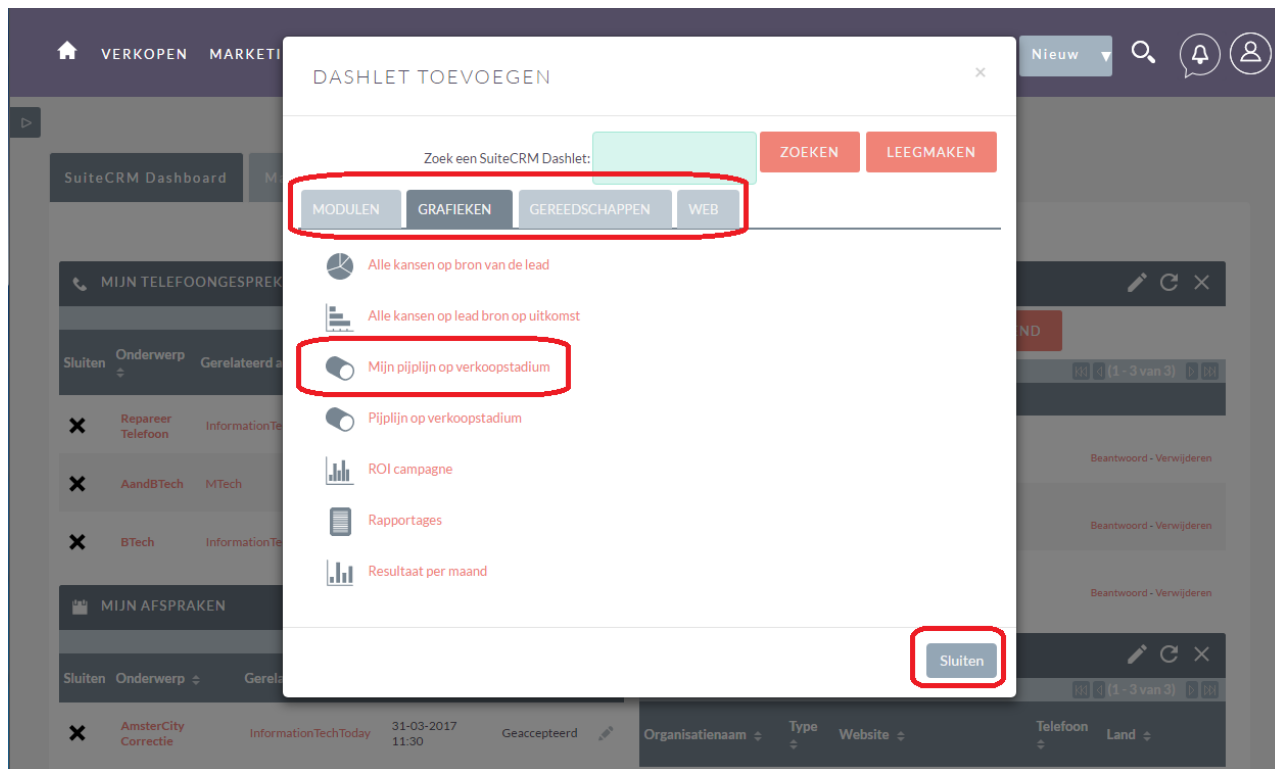 VERKOPEN MARKETI
Nieuw
DASHLET TOEVOEGEN
Zoek een SuiteCRM Dashlet:
ZOEKEN LEEGMAKEN
SuiteCRM Dashboard M
MODULEN GRAFIEKEN GEREEDSCHAPPEN WEB
Alle kansen op bron van de lead
MIJN TELEFOONGESPREK
Alle kansen op lead bron op uitkomst
ND
Sluiten Onderwerp Gerelateerd a
Mijn pijplijn op verkoopstadium
(1 - 3 van 3)
Repareer
Telefoon
InformationTe
Pijplijn op verkoopstadium
Beantwoord - Verwijderen
ROI campagne
AandBTech MTech
Rapportages
Beantwoord - Verwijderen
BTech InformationTe
Resultaat per maand
Beantwoord - Verwijderen
MIJN AFSPRAKEN
Sluiten
Sluiten Onderwerp Gerela
(1 - 3 van 3)
AmsterCity
Correctie
InformationTechToday
31-03-2017
11:30
Geaccepteerd
Organisatienaam Type Website Telefoon Land